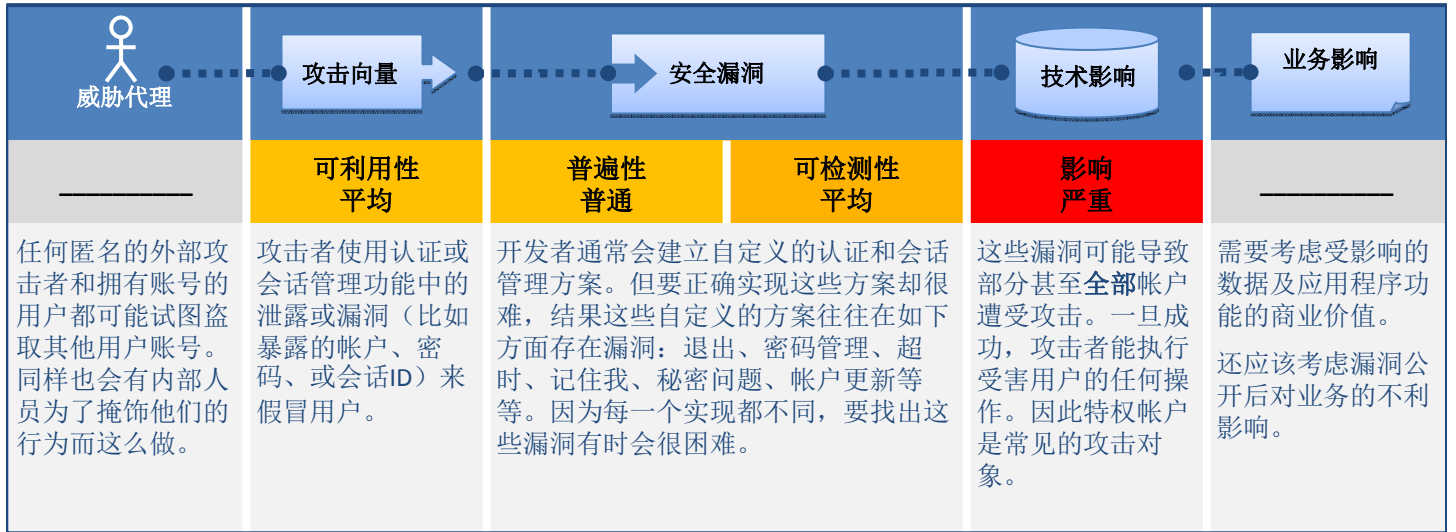 威胁代理
攻击向量
安全漏洞
技术影响
业务影响
__________
可利用性
平均
普遍性
普通
可检测性
平均
影响
严重
__________
任何匿名的外部攻
击者和拥有账号的
用户都可能试图盗
取其他用户账号。
同样也会有内部人
员为了掩饰他们的
行为而这么做。
攻击者使用认证或
会话管理功能中的
泄露或漏洞（比如
暴露的帐户、密
码、或会话ID）来
假冒用户。
开发者通常会建立自定义的认证和会话
管理方案。但要正确实现这些方案却很
难，结果这些自定义的方案往往在如下
方面存在漏洞：退出、密码管理、超
时、记住我、秘密问题、帐户更新等
等。因为每一个实现都不同，要找出这
些漏洞有时会很困难。
这些漏洞可能导致
部分甚至全部帐户
遭受攻击。一旦成
功，攻击者能执行
受害用户的任何操
作。因此特权帐户
是常见的攻击对
象。
需要考虑受影响的
数据及应用程序功
能的商业价值。
还应该考虑漏洞公
开后对业务的不利
影响。